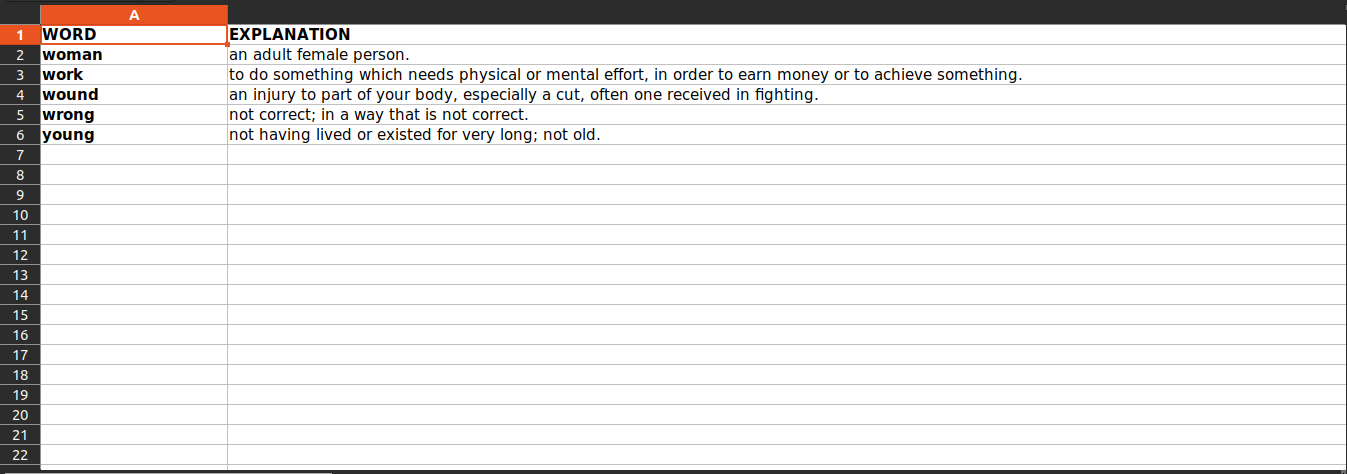 A
1 WORD EXPLANATION
2 woman an adult female person.
3 work to do something which needs physical or mental effort, in order to earn money or to achieve something.
4 wound an injury to part of your body, especially a cut, often one received in fighting.
5 wrong not correct; in a way that is not correct.
6 young not having lived or existed for very long; not old.
7
8
9
10
11
12
13
14
15
16
17
18
19
20
21
22